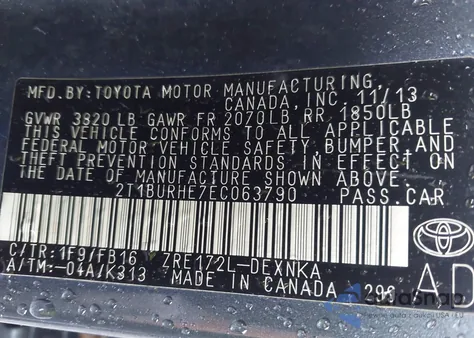 MFD. BY: TOYOTA MOTOR MANUFACTURING,
CANADA, INC. 11/13
GVWR 3820 LB GAWR FR 2070LB RR 1850LB
THIS VEHICLE CONFORMS TO ALL APPLICABLE
FEDERAL MOTOR VEHICLE SAFETY, BUMPER, AND
THEFT PREVENTION STANDARDS IN EFFECT ON
THE DATE OF MANUFACTURE SHOWN ABOVE.
2T1BURHE7EC063790 PASS. CAR
C/TR: 1F9/FB16 ZRE172L-DEXNKA
A/TM: -04A/K313 MADE IN CANADA
TOYOTA
AD